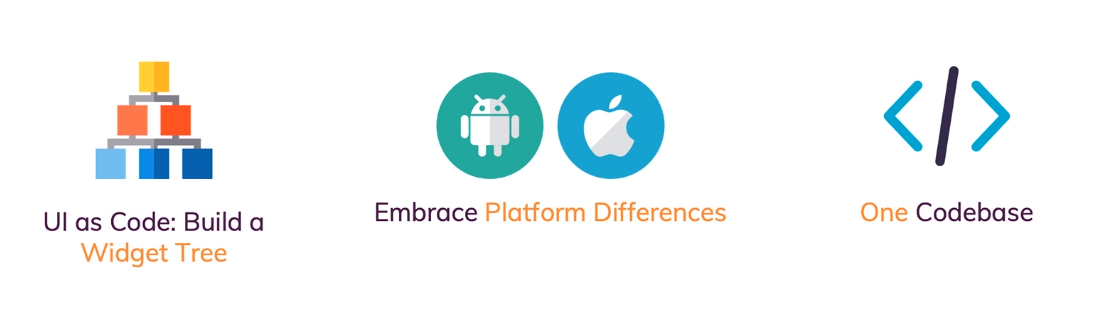 UI as Code: Build a
Widget Tree
Embrace Platform Differences
One Codebase